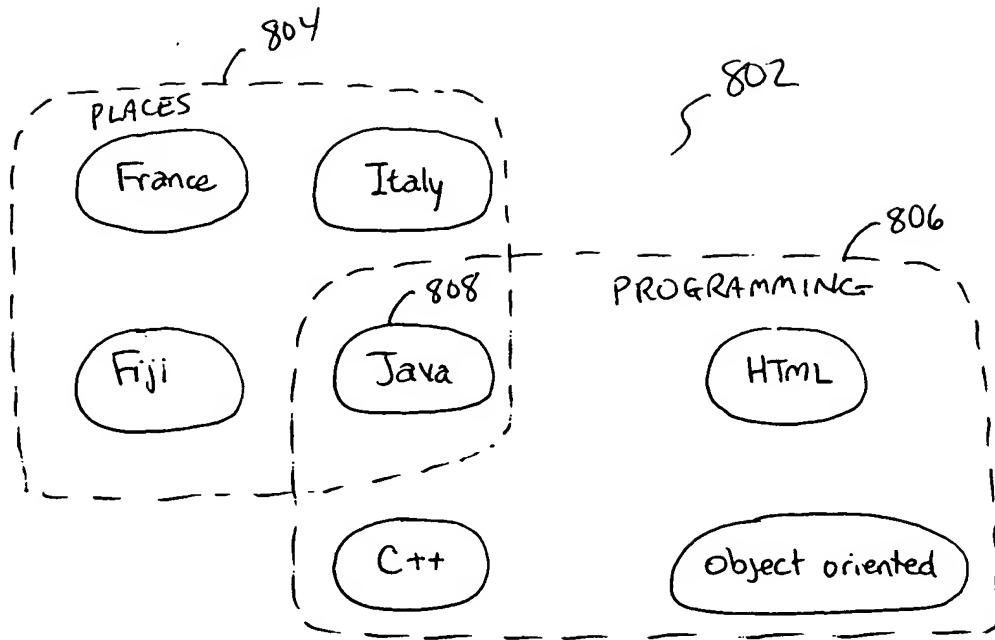 804
802
PLACES
France
Italy
806
PROGRAMMING
808
Fiji
Java
HTML
C++
Object oriented